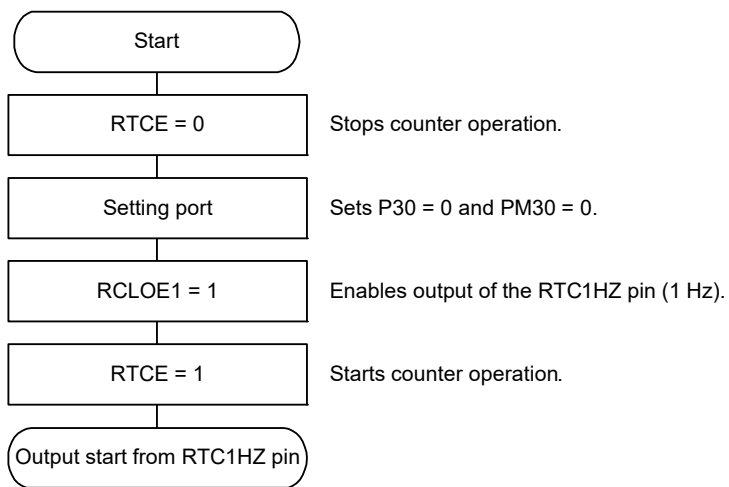 Start
RTCE = 0
Stops counter operation.
Setting port
Sets P30 = 0 and PM30 = 0.
RCLOE1 = 1
Enables output of the RTC1HZ pin (1 Hz).
RTCE = 1
Starts counter operation.
Output start from RTC1HZ pin